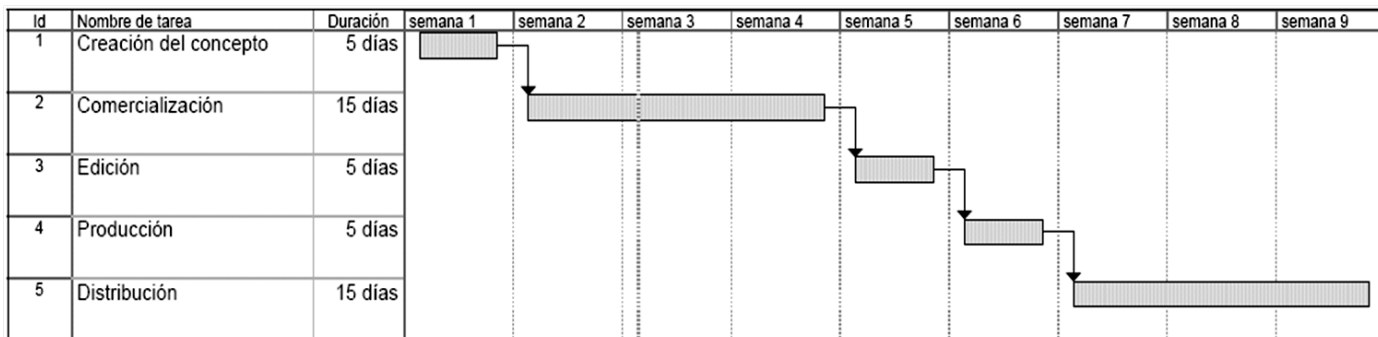 Id Nombre de tarea Duración semana 1 semana 2 semana 3 semana 4 semana 5 semana 6 semana 7 semana 8 semana 9
1 Creación del concepto 5 días
2 Comercialización 15 días
3 Edición 5 días
4 Producción 5 días
5 Distribución 15 días